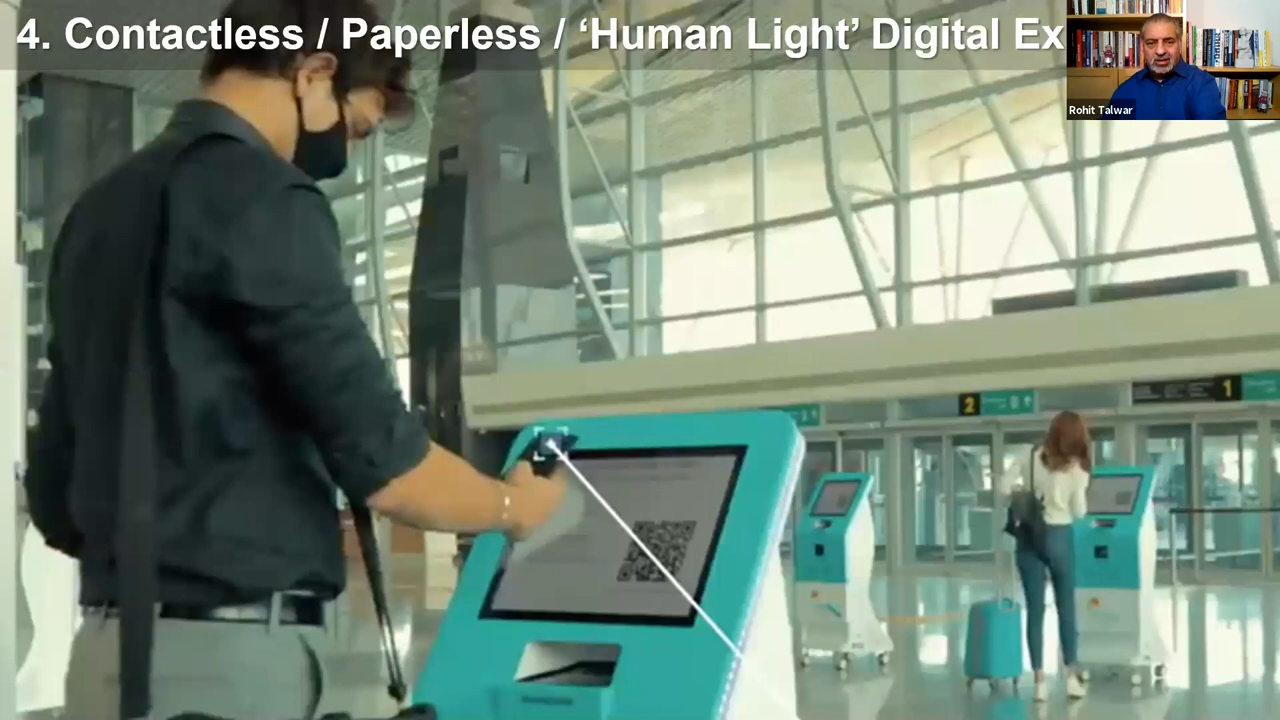 4. Contactless / Paperless / ‘Human Light’ Digital Ex
Rohit Talwar
2
1